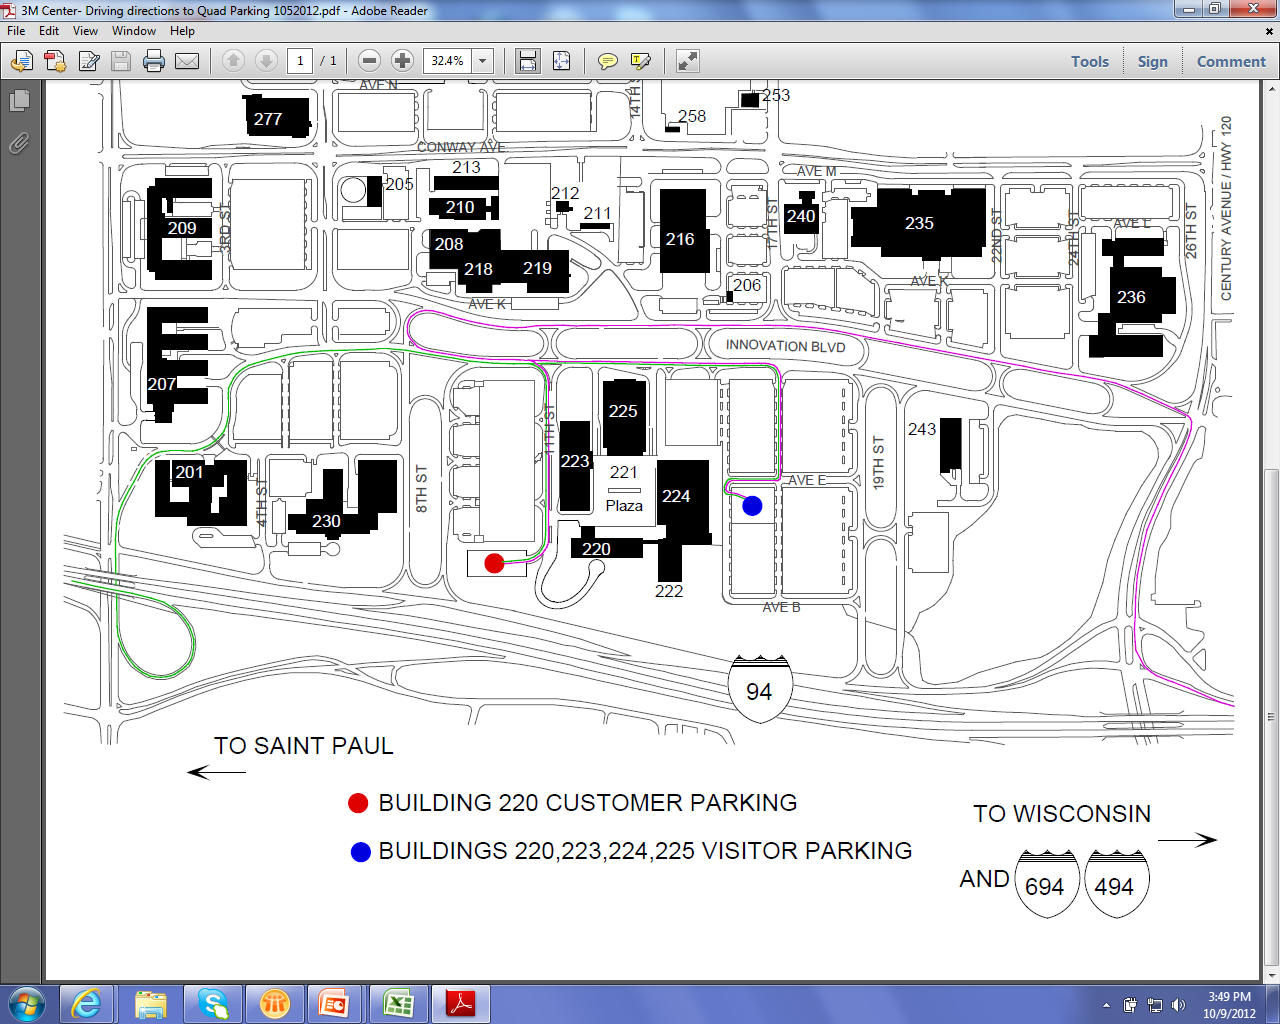 3M Center- Driving directions to Quad Parking 1052012.pdf - Adobe Reader
File Edit View Window Help
1 / 1 32.4% Tools Sign Comment
AVE N
14TH S
253
277
258
CONWAY AVE
CENTURY AVENUE / HWY 120
213
AVE M
205
212
210
211
209
3RD ST
216
17TH ST
240
235
22ND ST
24TH ST
AVE L
26TH ST
208
218
219
206
AVE K
AVE K
236
INNOVATION BLVD
207
225
11TH ST
243
223
221
201
8TH ST
224
AVE E
19TH ST
4TH ST
Plaza
230
220
222
AVE B
94
TO SAINT PAUL
BUILDING 220 CUSTOMER PARKING
TO WISCONSIN
BUILDINGS 220,223,224,225 VISITOR PARKING
AND 694 494
3:49 PM
10/9/2012